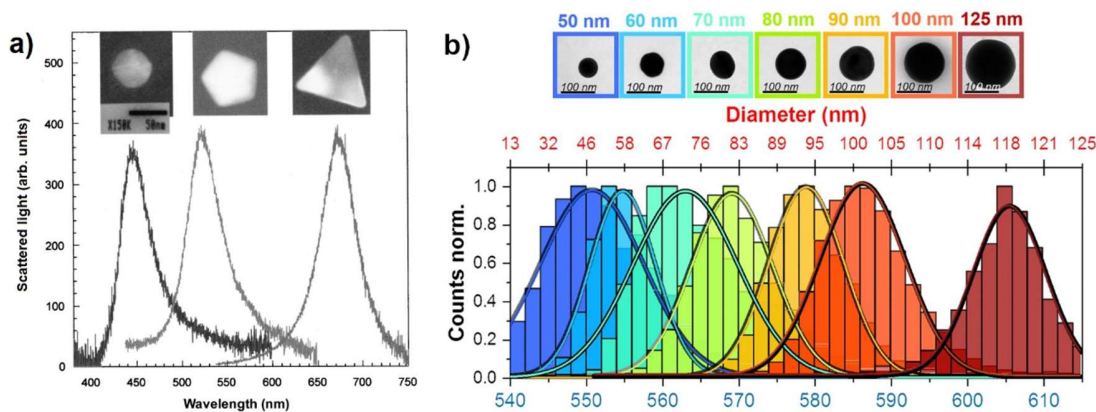 a)
Scattered light (arb. units)
500
400
300
200
100
0
X150K 50nm
400 450 500 550 600 650 700 750
Wavelength (nm)
b)
50 nm 60 nm 70 nm 80 nm 90 nm 100 nm 125 nm
100 nm 100 nm 100 nm 100 nm 100 nm 100 nm 100 nm
Diameter (nm)
13 32 46 58 67 76 83 89 95 100 105 111 114 118 121 125
Counts norm.
1.0
0.8
0.6
0.4
0.2
0.0
540 550 560 570 580 590 600 610